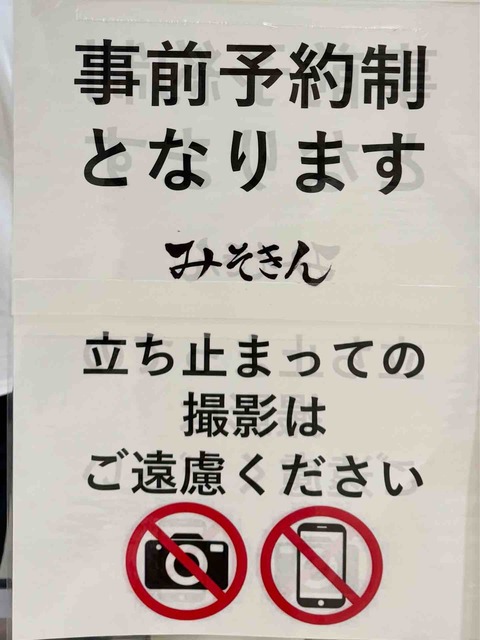 事前予約制
となります
みそきん
立ち止まっての
撮影は
ご遠慮ください